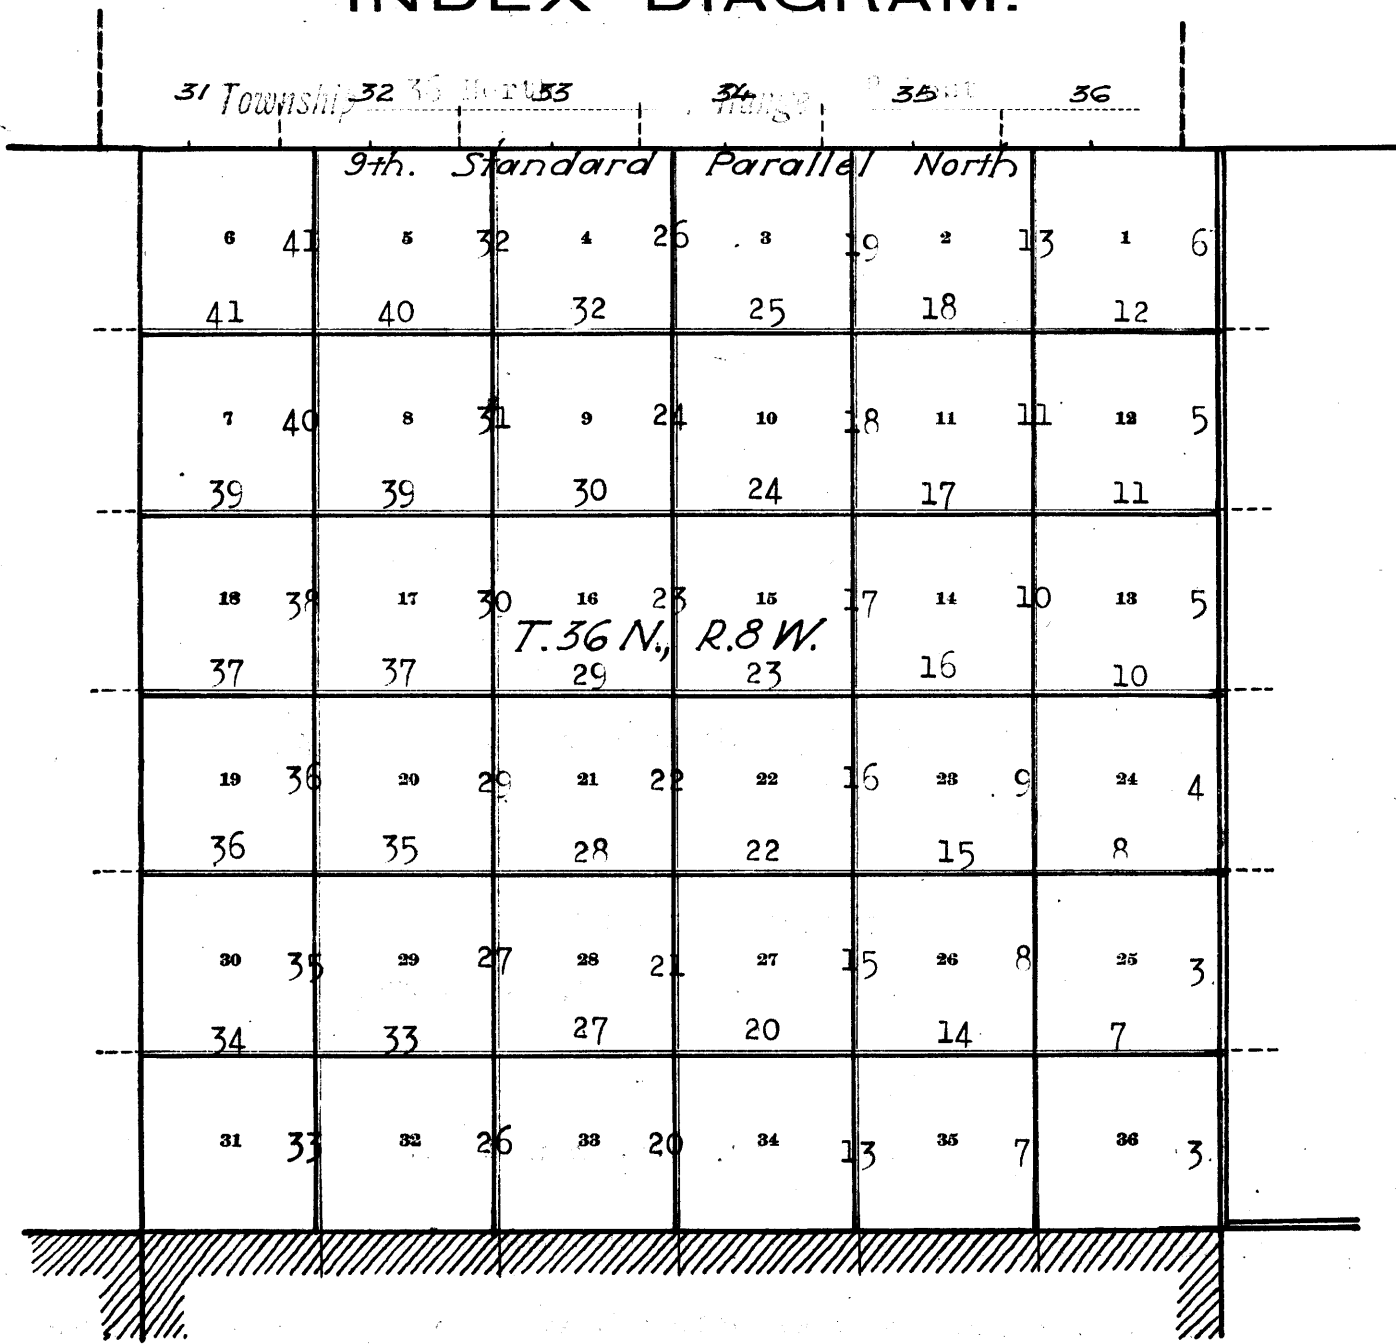 INDEX DIAGRAM.
31 Township 32 36 North 33, Range 34 35 36
9th. Standard Parallel North
6 41 5 32 4 26 3 19 2 13 1 6
41 40 32 25 18 12
7 40 8 31 9 24 10 18 11 11 12 5
39 39 30 24 17 11
18 38 17 30 16 23 15 17 14 10 13 5
T. 36 N., R. 8 W.
37 37 29 23 16 10
19 36 20 29 21 22 22 16 23 9 24 4
36 35 28 22 15 8
30 35 29 27 28 21 27 15 26 8 25 3
34 33 27 20 14 7
31 33 32 26 33 20 34 13 35 7 36 3